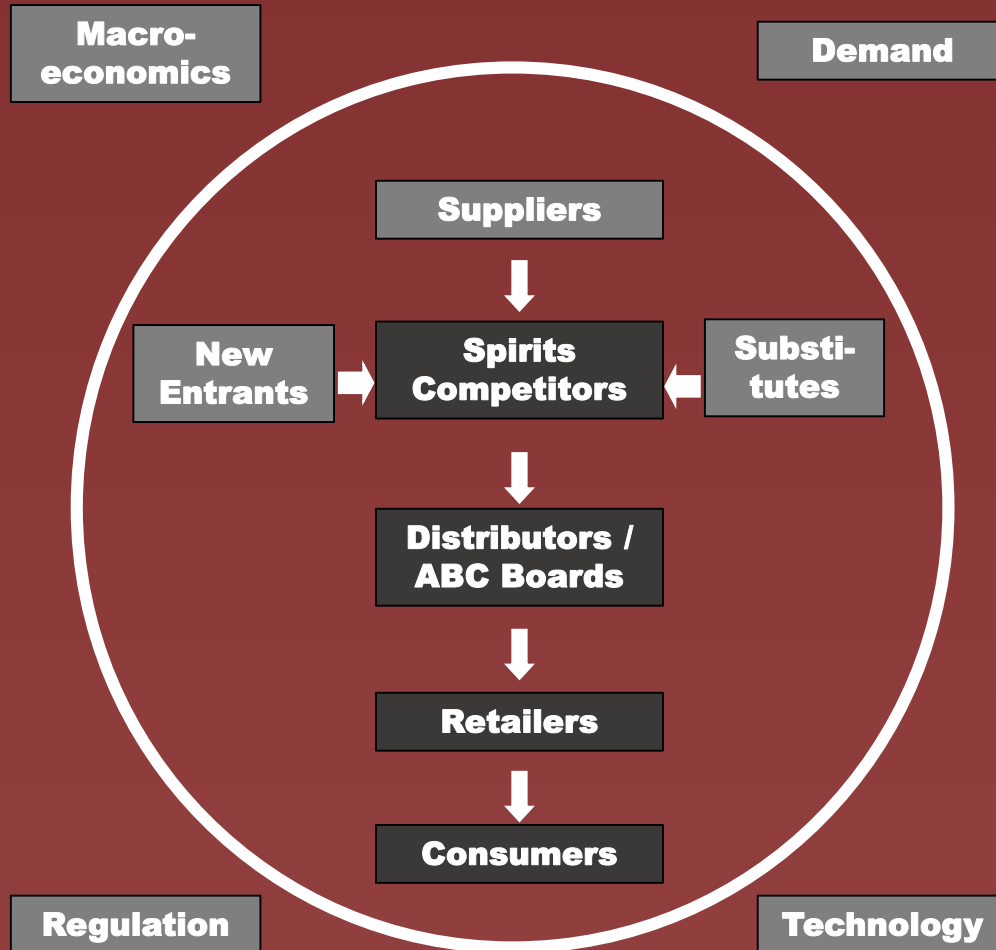 Macro-
economics
Demand
Suppliers
New
Entrants
Spirits
Competitors
Substi-
tutes
Distributors /
ABC Boards
Retailers
Consumers
Regulation
Technology